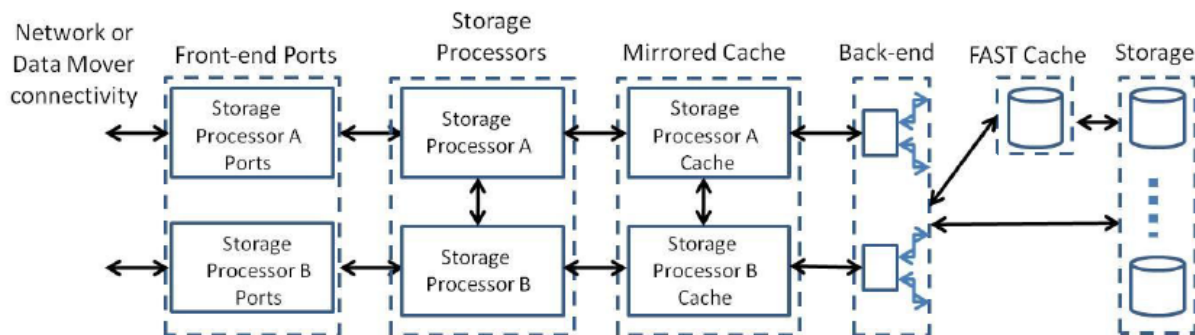 Network or
Data Mover
connectivity
Front-end Ports
Storage
Processors
Mirrored Cache
Back-end
FAST Cache
Storage
Storage
Processor A
Ports
Storage
Processor A
Storage
Processor A
Cache
Storage
Processor B
Ports
Storage
Processor B
Storage
Processor B
Cache